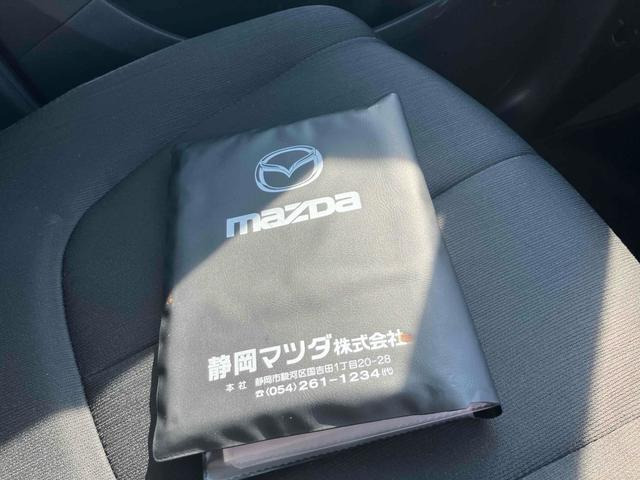 mazda
静岡マツダ株式会社
本社 静岡市駿河区国吉田1丁目20-28
☎(054)261-1234(代)